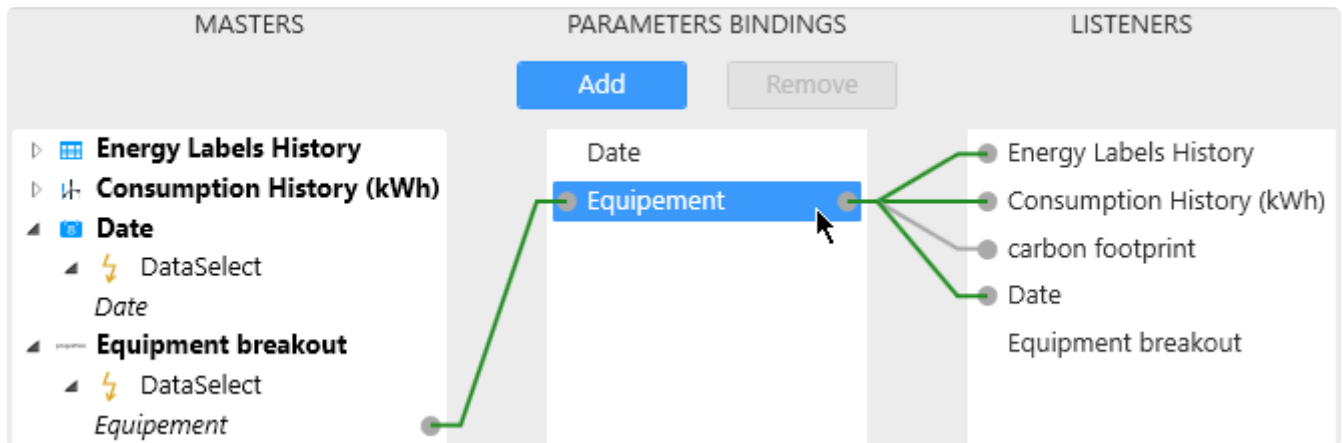 MASTERS PARAMETERS BINDINGS LISTENERS
Add Remove
Energy Labels History
Consumption History (kWh)
Date
DataSelect
Date
Equipment breakout
DataSelect
Equipement
Date
Equipement
Energy Labels History
Consumption History (kWh)
carbon footprint
Date
Equipment breakout